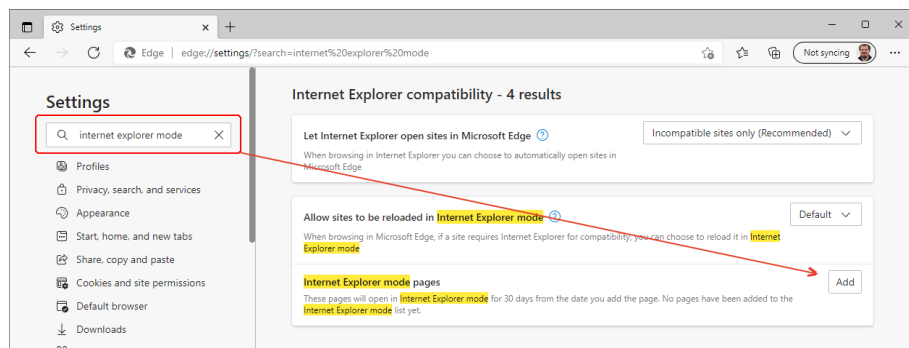 Settings
Edge | edge://settings/?search=internet%20explorer%20mode
Not syncing
Settings
internet explorer mode
Profiles
Privacy, search, and services
Appearance
Start, home, and new tabs
Share, copy and paste
Cookies and site permissions
Default browser
Downloads
Internet Explorer compatibility - 4 results
Let Internet Explorer open sites in Microsoft Edge
Incompatible sites only (Recommended)
When browsing in Internet Explorer you can choose to automatically open sites in
Microsoft Edge
Allow sites to be reloaded in Internet Explorer mode
Default
When browsing in Microsoft Edge, if a site requires Internet Explorer for compatibility, you can choose to reload it in Internet
Explorer mode
Internet Explorer mode pages
Add
These pages will open in Internet Explorer mode for 30 days from the date you add the page. No pages have been added to the
Internet Explorer mode list yet.